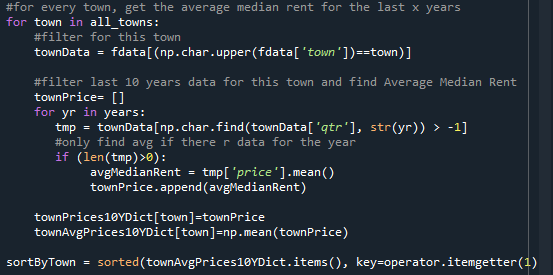 #for every town, get the average median rent for the last x years
for town in all_towns:
#filter for this town
townData = fdata[(np.char.upper(fdata['town'])==town)]
#filter last 10 years data for this town and find Average Median Rent
townPrice= []
for yr in years:
tmp = townData[np.char.find(townData['qtr'], str(yr)) > -1]
#only find avg if there r data for the year
if (len(tmp)>0):
avgMedianRent = tmp['price'].mean()
townPrice.append(avgMedianRent)
townPrices10YDict[town]=townPrice
townAvgPrices10YDict[town]=np.mean(townPrice)
sortByTown = sorted(townAvgPrices10YDict.items(), key=operator.itemgetter(1)